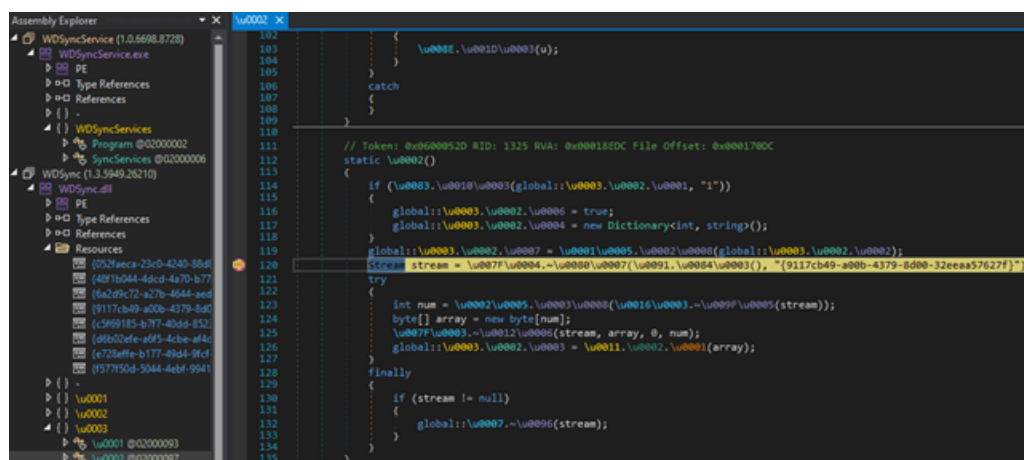 Assembly Explorer
WDSyncService (1.0.6698.8728)
WDSyncService.exe
PE
Type References
References
{ } -
{ } WDSyncServices
Program @02000002
SyncServices @02000006
WDSync (1.3.5949.26210)
WDSync.dll
PE
Type References
References
Resources
{052faeca-23c0-4240-88df
{48f1b044-4dcd-4a70-b77
{6a2d9c72-a27b-4644-aed
{9117cb49-a00b-4379-8d0
{c5f69185-b7f7-40dd-852
{d6b02efe-a6f5-4cbe-af4c
{e728effe-b177-49d4-9fcf
{f577f50d-5044-4ebf-9941
{ } -
{ } \u0001
{ } \u0002
{ } \u0003
\u0001 @02000093
\u0002 @02000097
\u0002
102 {
103 \u008E.\u001D\u0003(u);
104 }
105 }
106 catch
107 {
108 }
109 }
110
111 // Token: 0x0600052D RID: 1325 RVA: 0x00018EDC File Offset: 0x000170DC
112 static \u0002()
113 {
114 if (\u0083.\u0010\u0003(global::\u0003.\u0002.\u0001, "1"))
115 {
116 global::\u0003.\u0002.\u0006 = true;
117 global::\u0003.\u0002.\u0004 = new Dictionary<int, string>();
118 }
119 global::\u0003.\u0002.\u0007 = \u0001\u0005.\u0002\u0008(global::\u0003.\u0002.\u0002);
120 Stream stream = \u007F\u0004.~\u0080\u0007(\u0091.\u0084\u0003(), "{9117cb49-a00b-4379-8d00-32eeaa57627f}")
121 try
122 {
123 int num = \u0002\u0005.\u0003\u0008(\u0016\u0003.~\u009F\u0005(stream));
124 byte[] array = new byte[num];
125 \u007F\u0003.~\u0012\u0006(stream, array, 0, num);
126 global::\u0003.\u0002.\u0003 = \u0011.\u0002.\u0001(array);
127 }
128 finally
129 {
130 if (stream != null)
131 {
132 global::\u0007.~\u0096(stream);
133 }
134 }
135